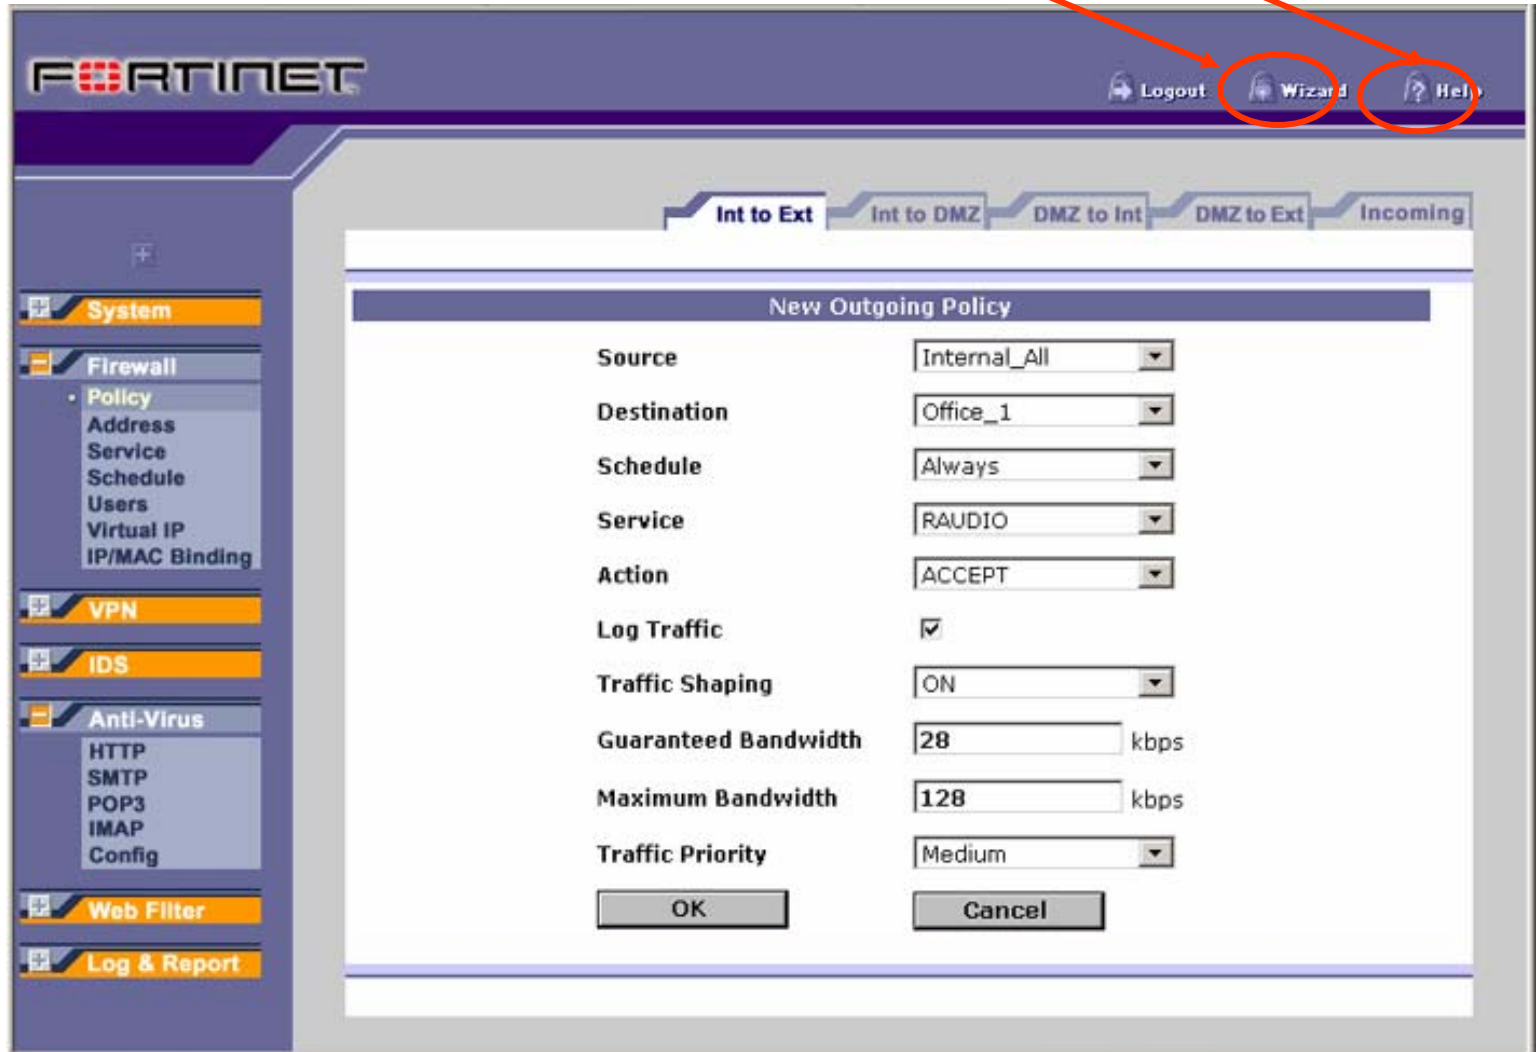 FORTINET
Logout Wizard Help
Int to Ext Int to DMZ DMZ to Int DMZ to Ext Incoming
System
Firewall
Policy
Address
Service
Schedule
Users
Virtual IP
IP/MAC Binding
VPN
IDS
Anti-Virus
HTTP
SMTP
POP3
IMAP
Config
Web Filter
Log & Report
New Outgoing Policy
Source Internal_All
Destination Office_1
Schedule Always
Service RAUDIO
Action ACCEPT
Log Traffic
Traffic Shaping ON
Guaranteed Bandwidth 28 kbps
Maximum Bandwidth 128 kbps
Traffic Priority Medium
OK Cancel